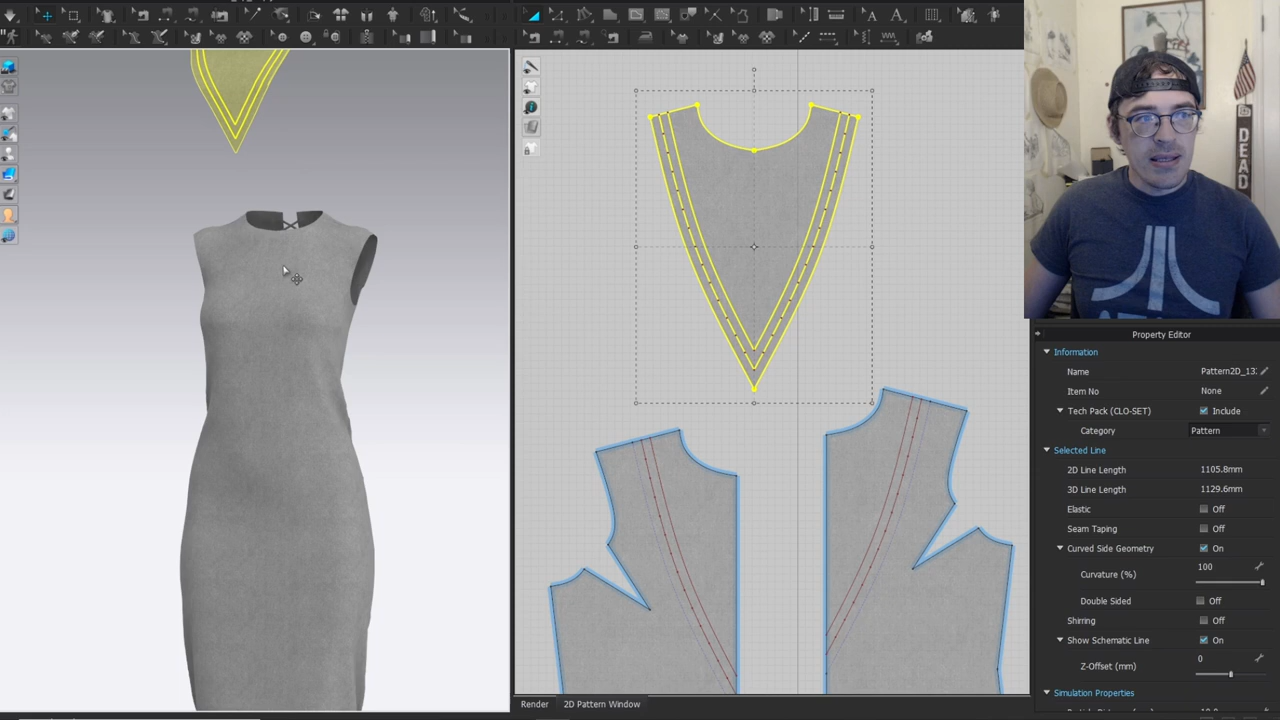 Property Editor
Information
Name Pattern2D_13
Item No None
Tech Pack (CLO-SET) Include
Category Pattern
Selected Line
2D Line Length 1105.8mm
3D Line Length 1129.6mm
Elastic Off
Seam Taping Off
Curved Side Geometry On
Curvature (%) 100
Double Sided Off
Shirring Off
Show Schematic Line On
Z-Offset (mm) 0
Simulation Properties
Render 2D Pattern Window
DEAD